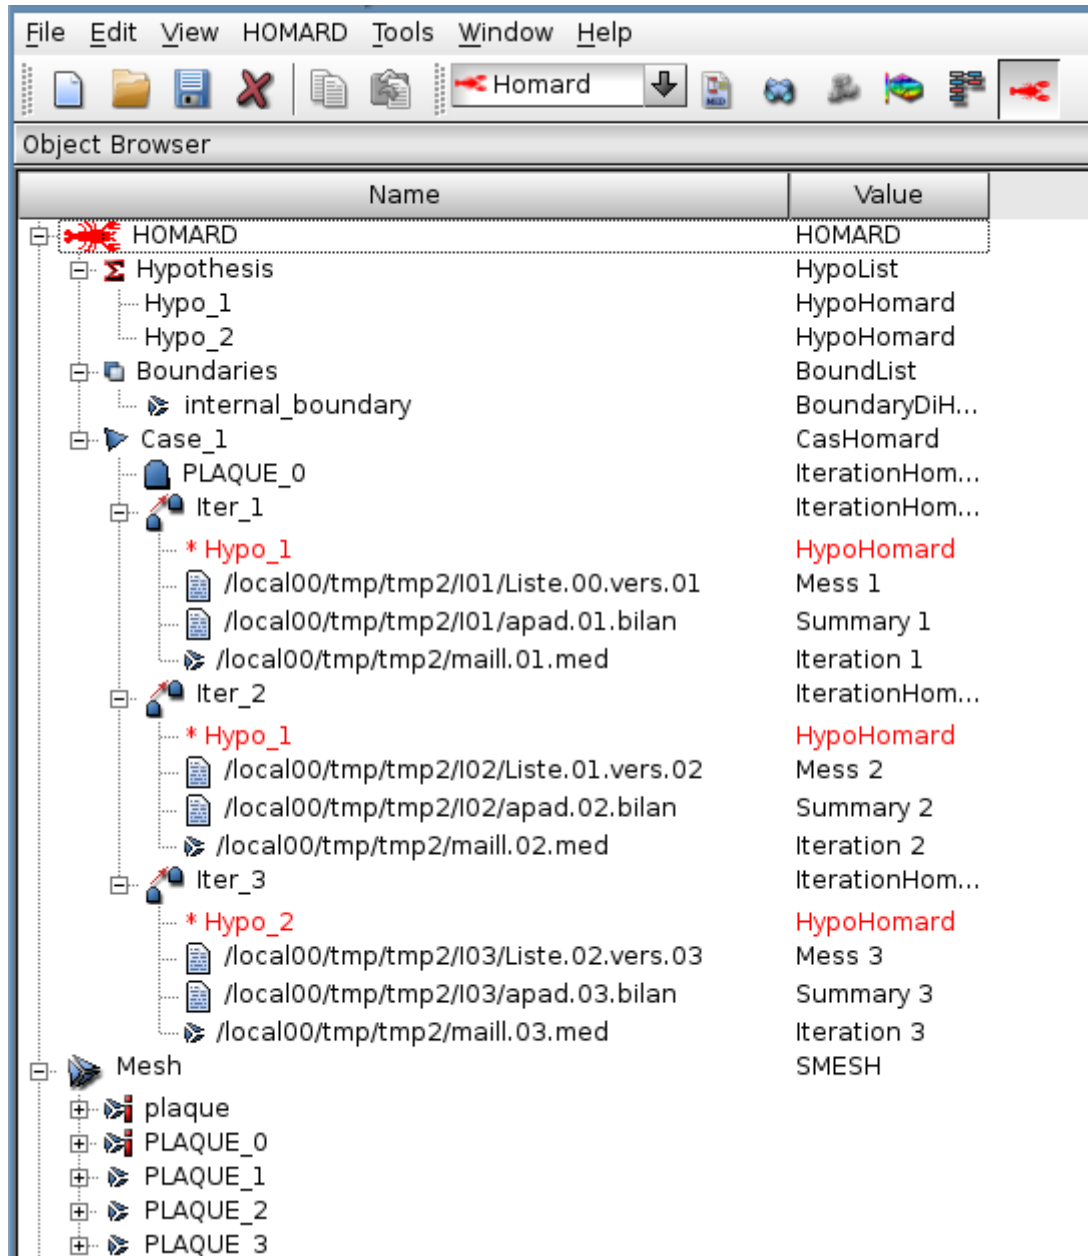 File Edit View HOMARD Tools Window Help
Homard MED
Object Browser
Name Value
HOMARD HOMARD
Hypothesis HypoList
Hypo_1 HypoHomard
Hypo_2 HypoHomard
Boundaries BoundList
internal_boundary BoundaryDiH...
Case_1 CasHomard
PLAQUE_0 IterationHom...
Iter_1 IterationHom...
* Hypo_1 HypoHomard
/local00/tmp/tmp2/I01/Liste.00.vers.01 Mess 1
/local00/tmp/tmp2/I01/apad.01.bilan Summary 1
/local00/tmp/tmp2/maill.01.med Iteration 1
Iter_2 IterationHom...
* Hypo_1 HypoHomard
/local00/tmp/tmp2/I02/Liste.01.vers.02 Mess 2
/local00/tmp/tmp2/I02/apad.02.bilan Summary 2
/local00/tmp/tmp2/maill.02.med Iteration 2
Iter_3 IterationHom...
* Hypo_2 HypoHomard
/local00/tmp/tmp2/I03/Liste.02.vers.03 Mess 3
/local00/tmp/tmp2/I03/apad.03.bilan Summary 3
/local00/tmp/tmp2/maill.03.med Iteration 3
Mesh SMESH
plaque
PLAQUE_0
PLAQUE_1
PLAQUE_2
PLAQUE_3